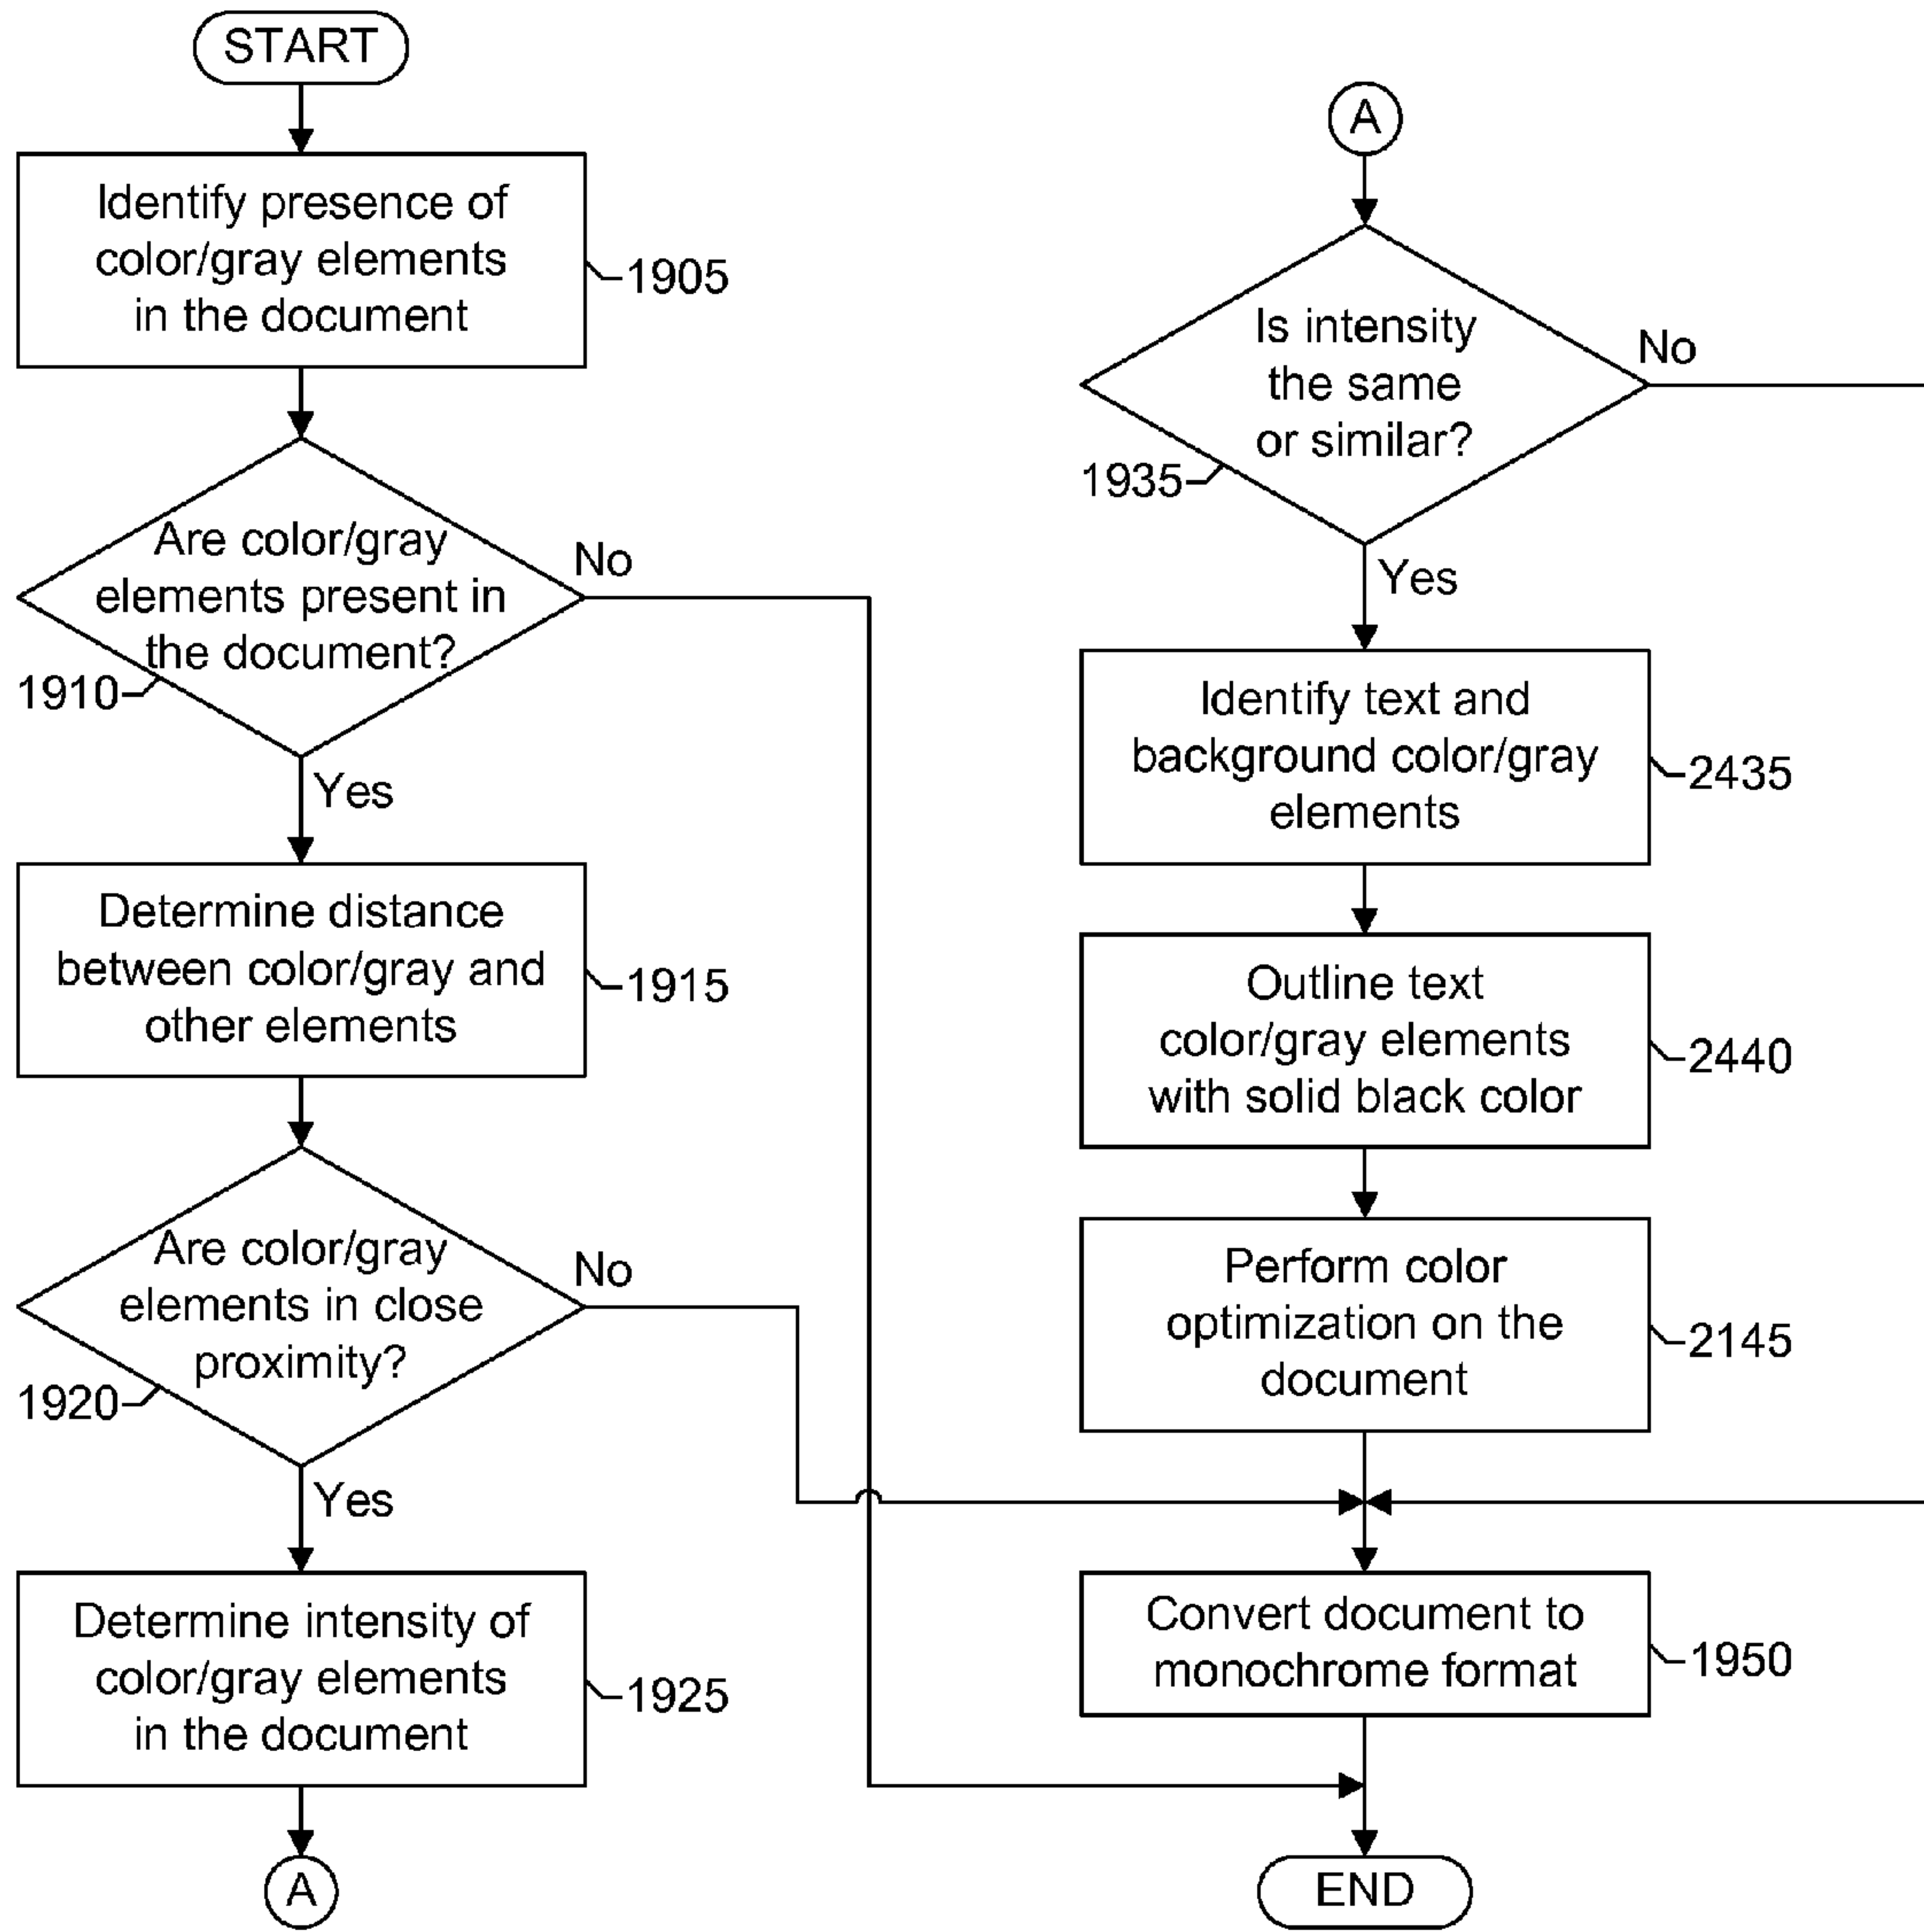 START
Identify presence of
color/gray elements
in the document
1905
Are color/gray
elements present in
the document?
No
1910
Yes
Determine distance
between color/gray and
other elements
1915
Are color/gray
elements in close
proximity?
No
1920
Yes
Determine intensity of
color/gray elements
in the document
1925
A
A
Is intensity
the same
or similar?
No
1935
Yes
Identify text and
background color/gray
elements
2435
Outline text
color/gray elements
with solid black color
2440
Perform color
optimization on the
document
2145
Convert document to
monochrome format
1950
END